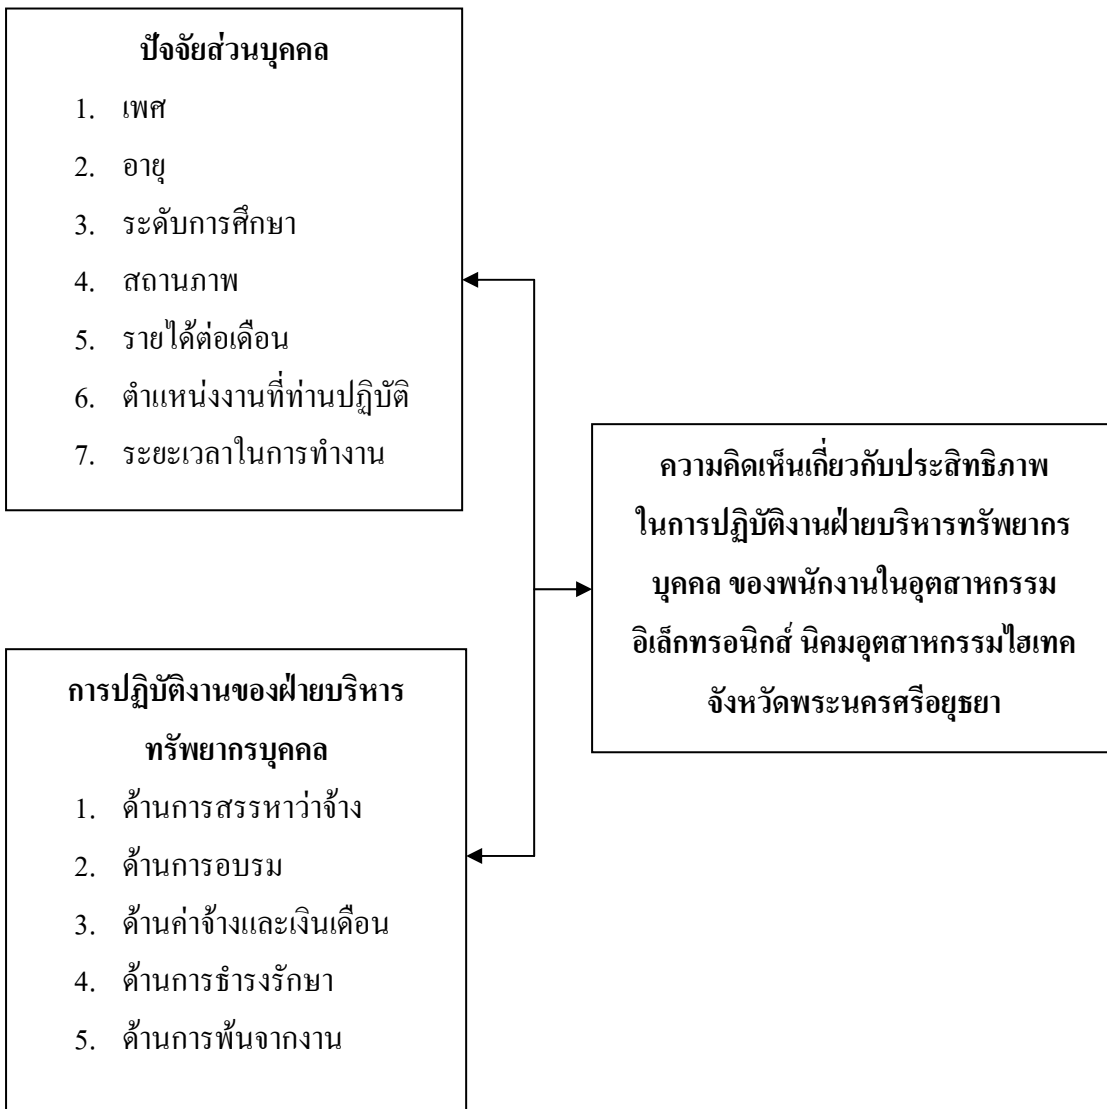 ปัจจัยส่วนบุคคล
1. เพศ
2. อายุ
3. ระดับการศึกษา
4. สถานภาพ
5. รายได้ต่อเดือน
6. ตำแหน่งงานที่ท่านปฏิบัติ
7. ระยะเวลาในการทำงาน
ความคิดเห็นเกี่ยวกับประสิทธิภาพ
ในการปฏิบัติงานฝ่ายบริหารทรัพยากร
บุคคล ของพนักงานในอุตสาหกรรม
อิเล็กทรอนิกส์ นิคมอุตสาหกรรมไฮเทค
จังหวัดพระนครศรีอยุธยา
การปฏิบัติงานของฝ่ายบริหาร
ทรัพยากรบุคคล
1. ด้านการสรรหาว่าจ้าง
2. ด้านการอบรม
3. ด้านค่าจ้างและเงินเดือน
4. ด้านการธำรงรักษา
5. ด้านการพ้นจากงาน